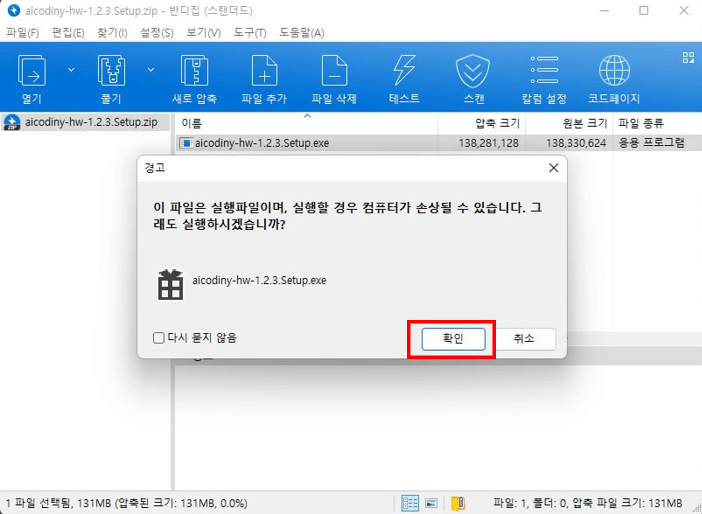 aicodiny-hw-1.2.3.Setup.zip - 반디집 (스탠더드)
파일(F) 편집(E) 찾기(I) 설정(S) 보기(V) 도구(T) 도움말(A)
열기 풀기 새로 압축 파일 추가 파일 삭제 테스트 스캔 칼럼 설정 코드페이지
aicodiny-hw-1.2.3.Setup.zip
이름 압축 크기 원본 크기 파일 종류
aicodiny-hw-1.2.3.Setup.exe 138,281,128 138,330,624 응용 프로그램
경고
이 파일은 실행파일이며, 실행할 경우 컴퓨터가 손상될 수 있습니다. 그
래도 실행하시겠습니까?
aicodiny-hw-1.2.3.Setup.exe
다시 묻지 않음 확인 취소
1 파일 선택됨, 131MB (압축된 크기: 131MB, 0.0%) 파일: 1, 폴더: 0, 압축 파일 크기: 131MB